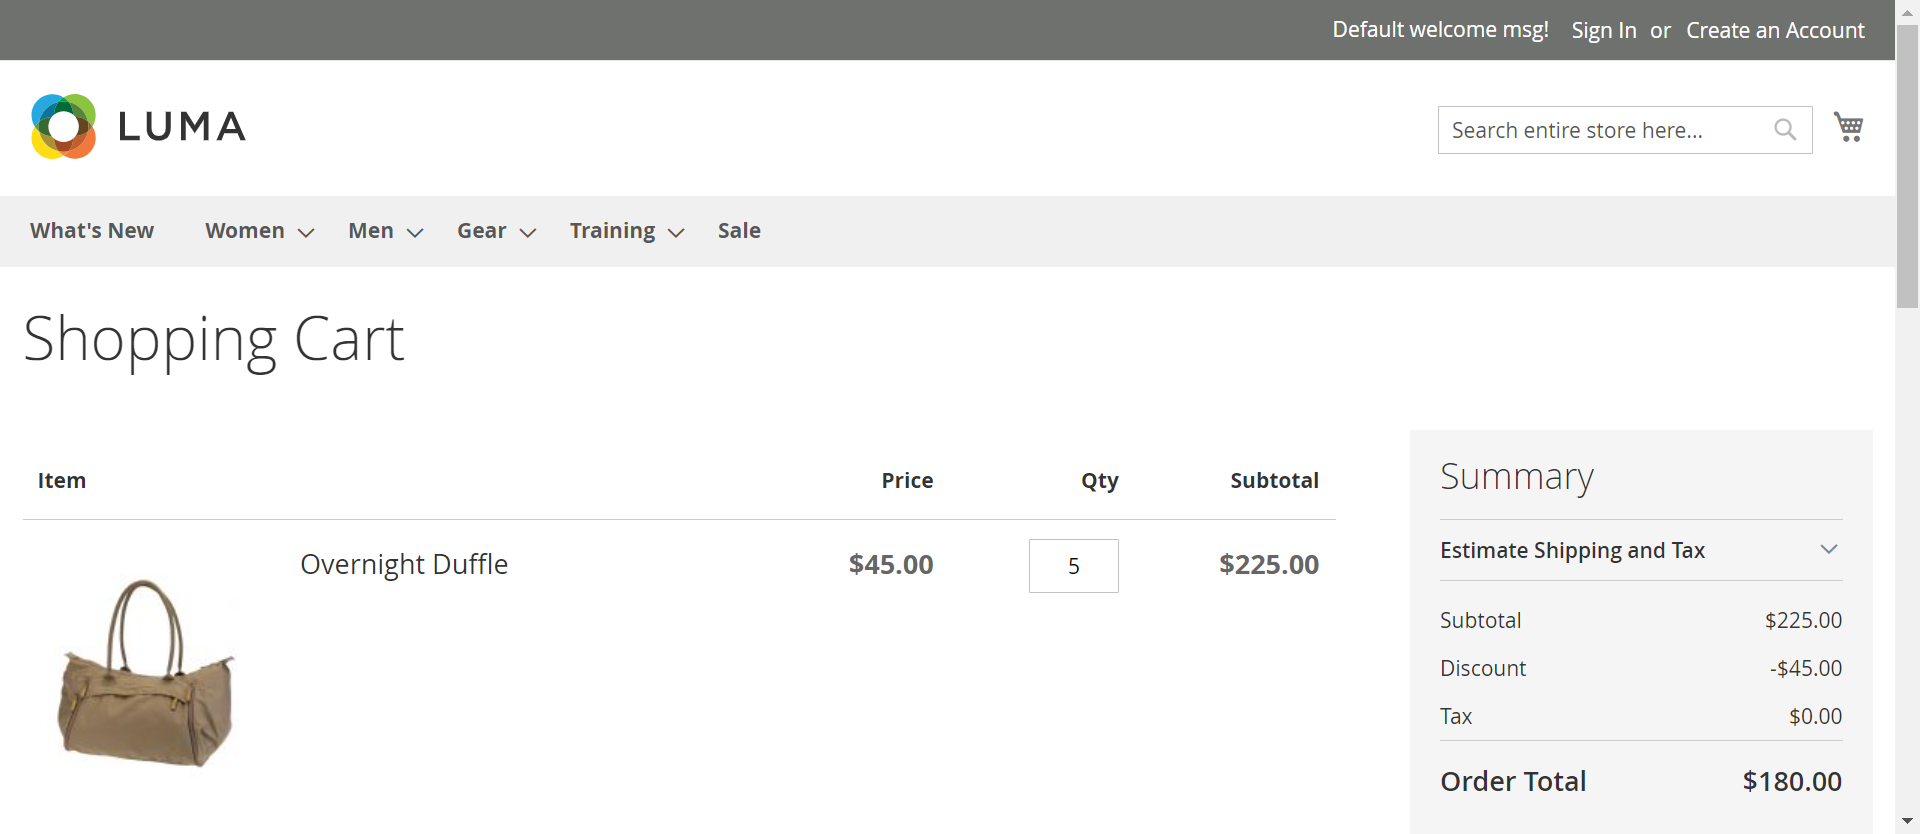 Default welcome msg! Sign In or Create an Account
LUMA
Search entire store here...
What's New Women Men Gear Training Sale
Shopping Cart
Item Price Qty Subtotal
Overnight Duffle $45.00 5 $225.00
Summary
Estimate Shipping and Tax
Subtotal $225.00
Discount -$45.00
Tax $0.00
Order Total $180.00